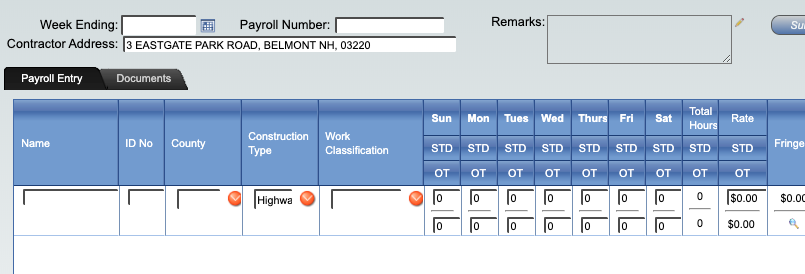 Week Ending:
Payroll Number:
Remarks:
Contractor Address: 3 EASTGATE PARK ROAD, BELMONT NH, 03220
Payroll Entry Documents
Name ID No County Construction Type Work Classification
Sun Mon Tues Wed Thurs Fri Sat Total Hours Rate Fringe
STD STD STD STD STD STD STD STD STD
OT OT OT OT OT OT OT OT OT
Highwa 0 0 0 0 0 0 0 0 $0.00 $0.00
0 0 0 0 0 0 0 0 $0.00